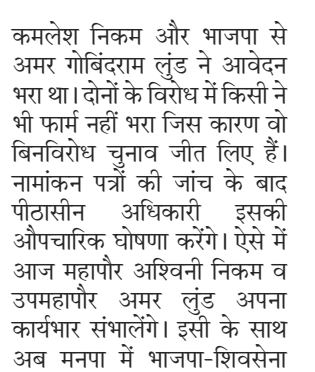 कमलेश निकम और भाजपा से
अमर गोबिंदराम लुंड ने आवेदन
भरा था। दोनों के विरोध में किसी ने
भी फार्म नहीं भरा जिस कारण वो
बिनविरोध चुनाव जीत लिए हैं।
नामांकन पत्रों की जांच के बाद
पीठासीन अधिकारी इसकी
औपचारिक घोषणा करेंगे। ऐसे में
आज महापौर अश्विनी निकम व
उपमहापौर अमर लुंड अपना
कार्यभार संभालेंगे। इसी के साथ
अब मनपा में भाजपा-शिवसेना